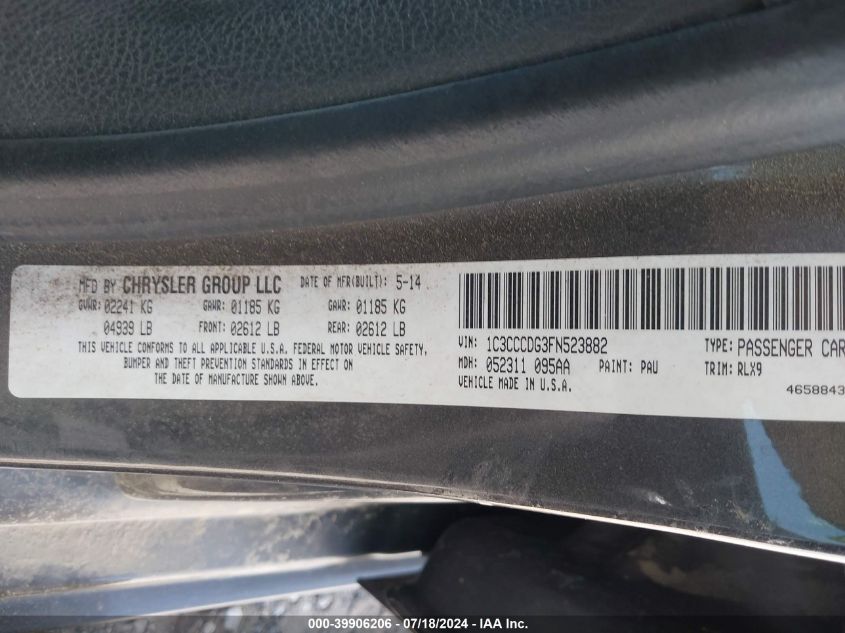 MFD BY CHRYSLER GROUP LLC DATE OF MFR(BUILT): 5-14
GVWR: 02241 KG GAWR: 01185 KG GAWR: 01185 KG
04939 LB FRONT: 02612 LB REAR: 02612 LB
THIS VEHICLE CONFORMS TO ALL APPLICABLE U.S.A. FEDERAL MOTOR VEHICLE SAFETY,
BUMPER AND THEFT PREVENTION STANDARDS IN EFFECT ON
THE DATE OF MANUFACTURE SHOWN ABOVE.
VIN: 1C3CCCDG3FN523882 TYPE: PASSENGER CAR
MDH: 052311 095AA PAINT: PAU TRIM: RLX9
VEHICLE MADE IN U.S.A. 4658843
000-39906206 - 07/18/2024 - IAA Inc.